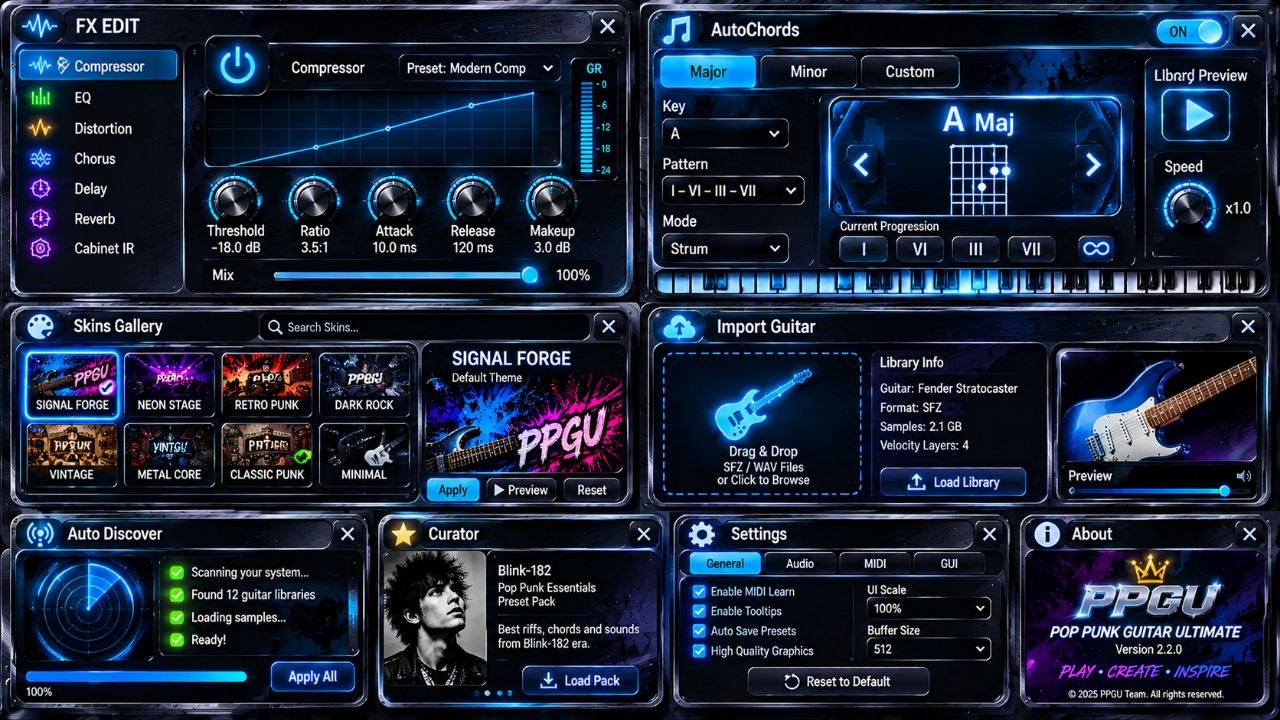 FX EDIT
Compressor
EQ
Distortion
Chorus
Delay
Reverb
Cabinet IR
Compressor
Preset: Modern Comp
GR
0
-6
-12
-18
-24
Threshold
-18.0 dB
Ratio
3.5:1
Attack
10.0 ms
Release
120 ms
Makeup
3.0 dB
Mix
100%
AutoChords
ON
Major
Minor
Custom
Key
A
Pattern
I – VI – III – VII
Mode
Strum
A Maj
Current Progression
I
VI
III
VII
Preview
Speed
x1.0
Skins Gallery
Search Skins...
PPGU
SIGNAL FORGE
NEON STAGE
RETRO PUNK
DARK ROCK
VINTAGE
METAL CORE
CLASSIC PUNK
MINIMAL
SIGNAL FORGE
Default Theme
PPGU
Apply
Preview
Reset
Import Guitar
Drag & Drop
SFZ / WAV Files
or Click to Browse
Library Info
Guitar: Fender Stratocaster
Format: SFZ
Samples: 2.1 GB
Velocity Layers: 4
Load Library
Preview
Auto Discover
Scanning your system...
Found 12 guitar libraries
Loading samples...
Ready!
100%
Apply All
Curator
Blink-182
Pop Punk Essentials
Preset Pack
Best riffs, chords and sounds
from Blink-182 era.
Load Pack
Settings
General
Audio
MIDI
GUI
Enable MIDI Learn
Enable Tooltips
Auto Save Presets
High Quality Graphics
UI Scale
100%
Buffer Size
512
Reset to Default
About
PPGU
POP PUNK GUITAR ULTIMATE
Version 2.2.0
PLAY • CREATE • INSPIRE
© 2025 PPGU Team. All rights reserved.